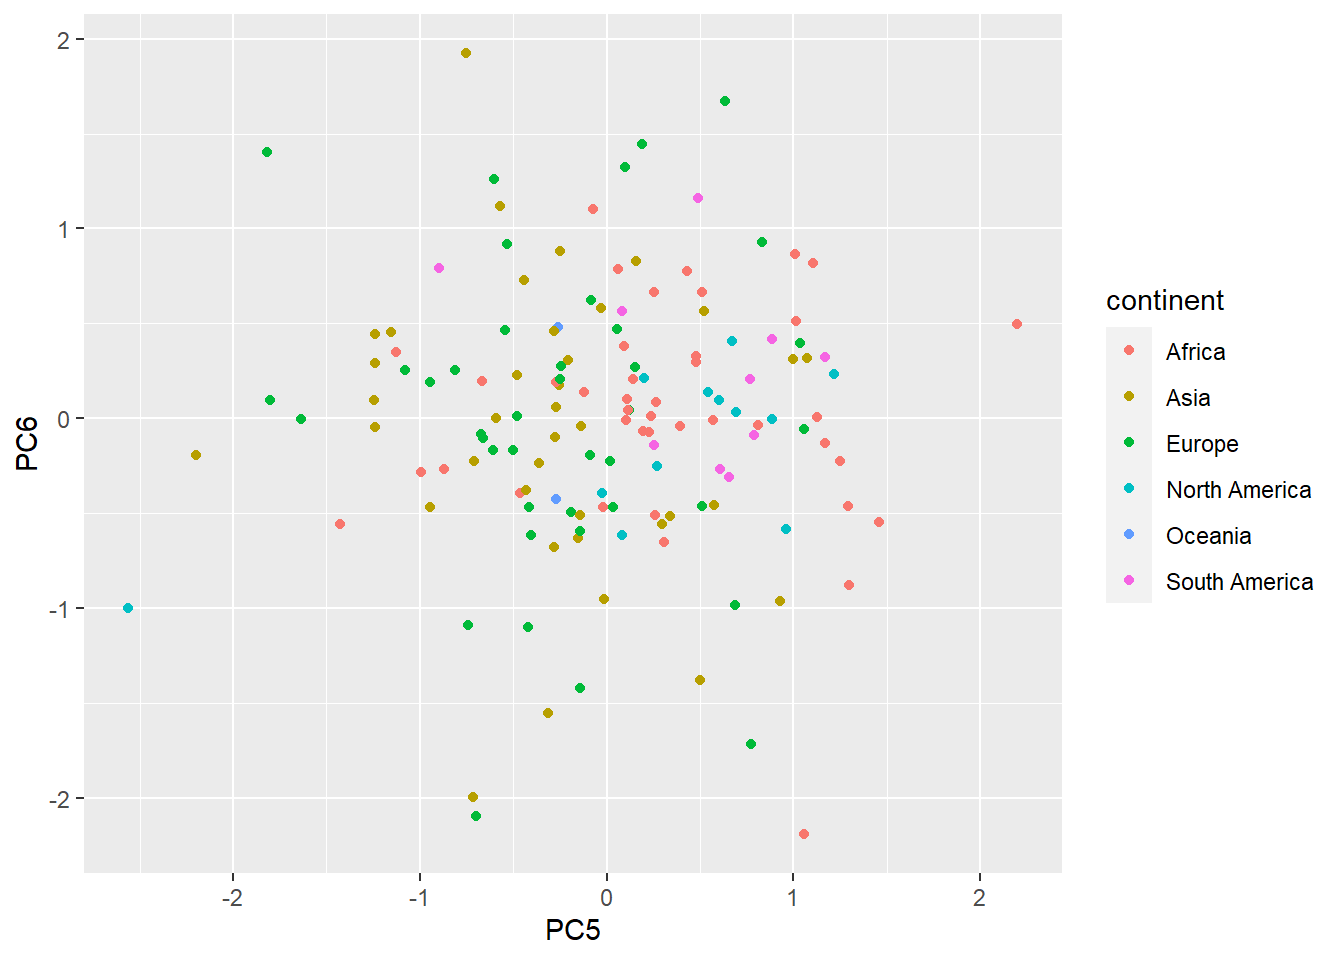 2
1
0
-1
-2
PC6
-2
-1
0
1
2
PC5
continent
Africa
Asia
Europe
North America
Oceania
South America